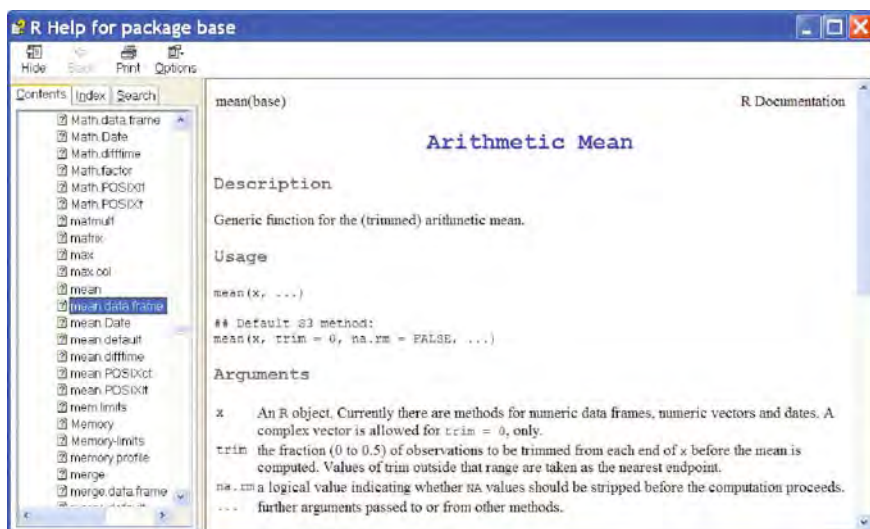 R Help for package base
Hide Back Print Options
Contents Index Search
Math.data.frame
Math.Date
Math.difftime
Math.factor
Math.POSIXlt
Math.POSIXt
matmult
matrix
max
max.col
mean
mean.data.frame
mean.Date
mean.default
mean.difftime
mean.POSIXct
mean.POSIXlt
mem.limits
Memory
Memory-limits
memory.profile
merge
merge.data.frame
mean(base)
R Documentation
Arithmetic Mean
Description
Generic function for the (trimmed) arithmetic mean.
Usage
mean(x, ...)
## Default S3 method:
mean(x, trim = 0, na.rm = FALSE, ...)
Arguments
x An R object. Currently there are methods for numeric data frames, numeric vectors and dates. A
complex vector is allowed for trim = 0, only.
trim the fraction (0 to 0.5) of observations to be trimmed from each end of x before the mean is
computed. Values of trim outside that range are taken as the nearest endpoint.
na.rm a logical value indicating whether NA values should be stripped before the computation proceeds.
... further arguments passed to or from other methods.